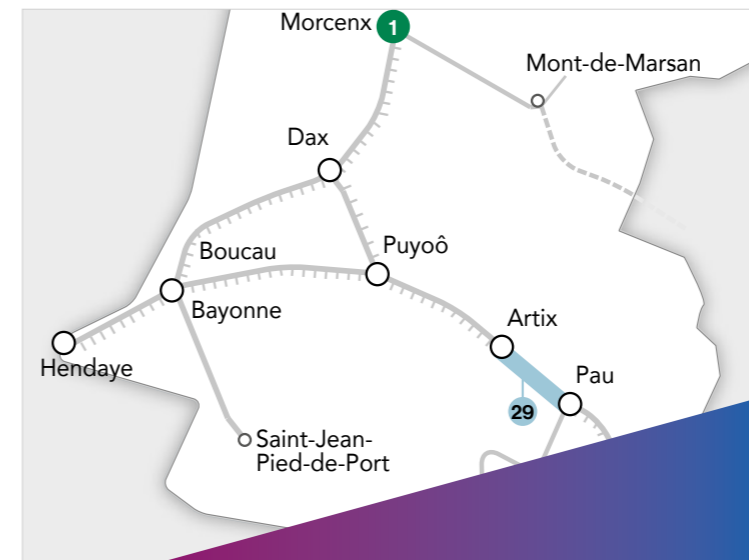 Morcenx
1
Mont-de-Marsan
Dax
Boucau
Puyoô
Bayonne
Artix
Hendaye
Pau
29
Saint-Jean-
Pied-de-Port